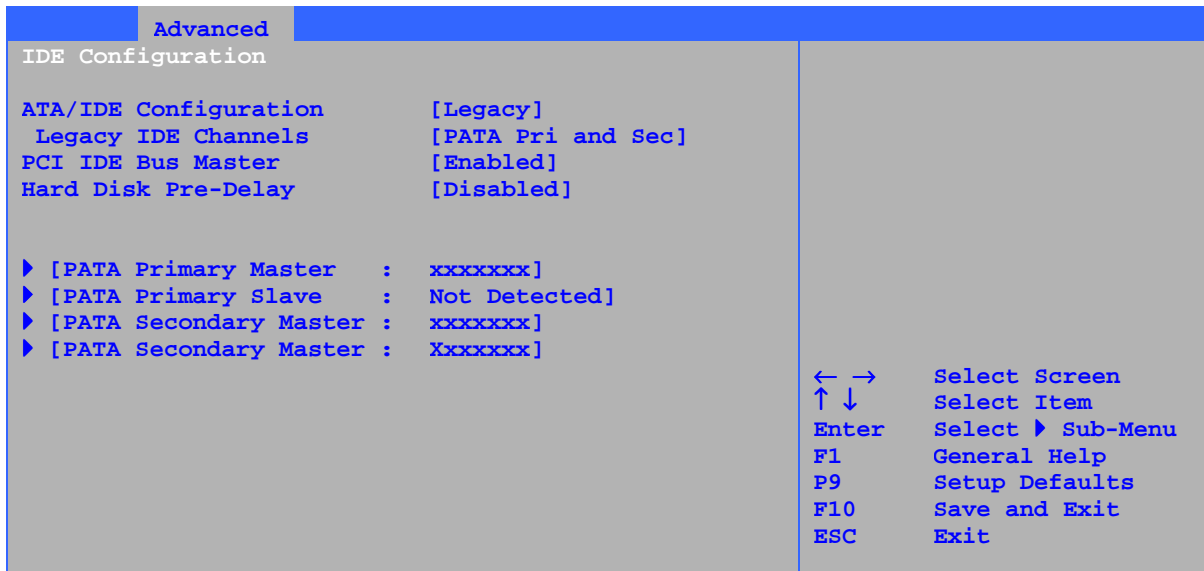 Advanced
IDE Configuration
ATA/IDE Configuration [Legacy]
Legacy IDE Channels [PATA Pri and Sec]
PCI IDE Bus Master [Enabled]
Hard Disk Pre-Delay [Disabled]
[PATA Primary Master : xxxxxxx]
[PATA Primary Slave : Not Detected]
[PATA Secondary Master : xxxxxxx]
[PATA Secondary Master : Xxxxxxx]
← → Select Screen
↑ ↓ Select Item
Enter Select ▶ Sub-Menu
F1 General Help
P9 Setup Defaults
F10 Save and Exit
ESC Exit